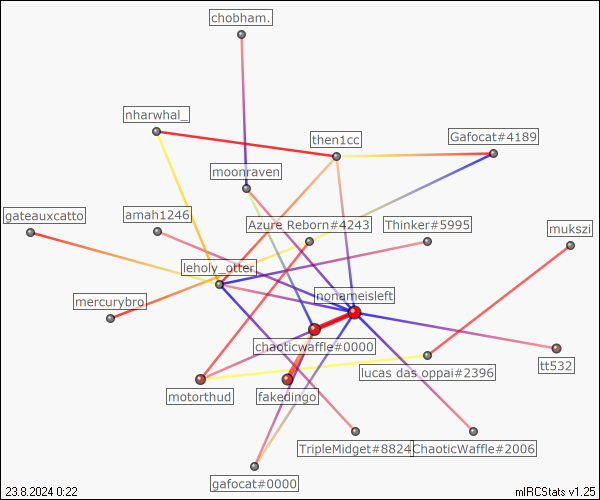 chobham.
nharwhal_
then1cc
Gafocat#4189
moonraven
gateauxcatto
amah1246
Azure Reborn#4243
Thinker#5995
mukszi
leholy_otter
mercurybro
nonameisleft
chaoticwaffle#0000
tt532
lucas das oppai#2396
motorthud
fakedingo
TripleMidget#8824
ChaoticWaffle#2006
gafocat#0000
23.8.2024 0:22
mIRCStats v1.25